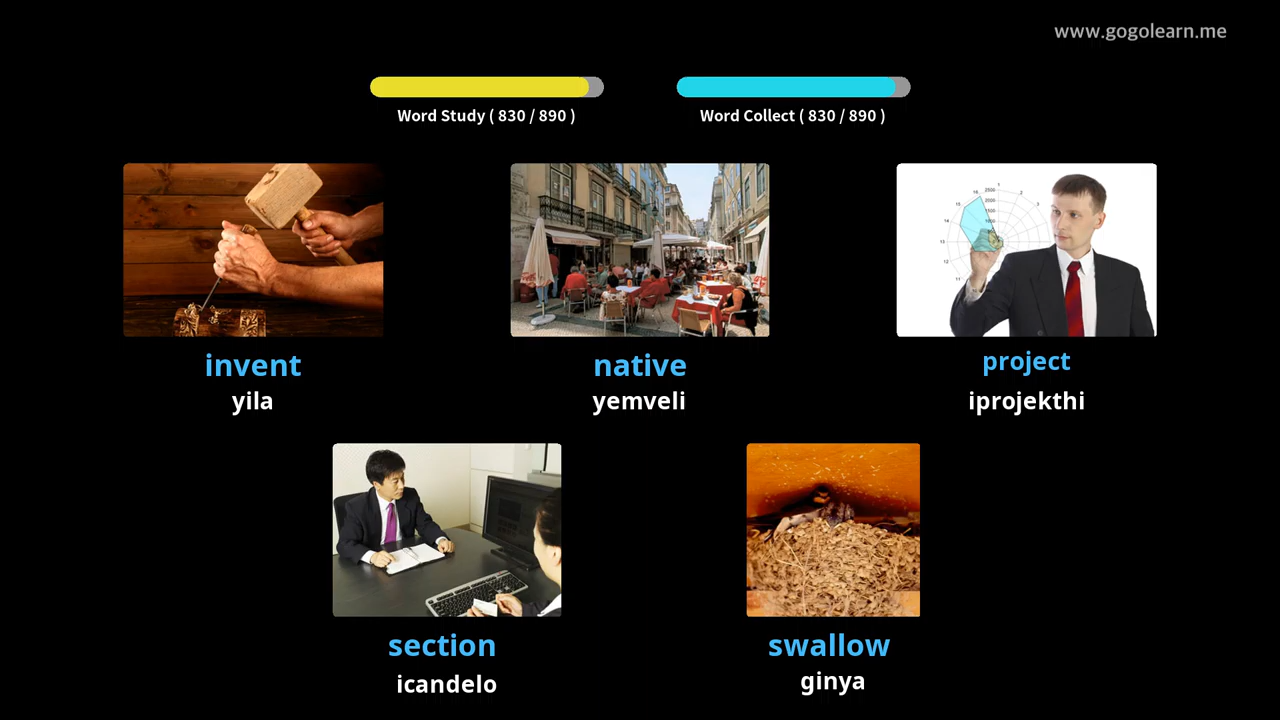 www.gogolearn.me
Word Study ( 830 / 890 )
Word Collect ( 830 / 890 )
invent
yila
native
yemveli
project
iprojekthi
section
icandelo
swallow
ginya